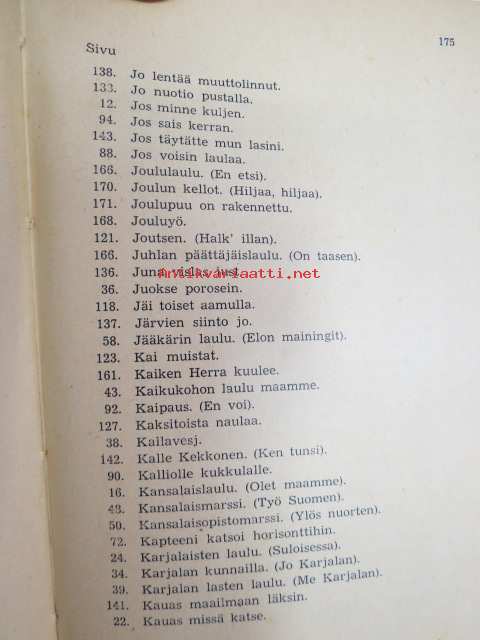 175
Sivu
138. Jo lentää muuttolinnut.
133. Jo nuotio pustalla.
12. Jos minne kuljen.
94. Jos sais kerran.
143. Jos täytätte mun lasini.
88. Jos voisin laulaa.
166. Joululaulu. (En etsi).
170. Joulun kellot. (Hiljaa, hiljaa).
171. Joulupuu on rakennettu.
168. Jouluyö.
121. Joutsen. (Halk' illan).
166. Juhlan päättäjäislaulu. (On taasen).
136. Juna
antikvariaatti.net
36. Juokse porosein.
118. Jäi toiset aamulla.
137. Järvien siinto jo.
58. Jääkärin laulu. (Elon mainingit).
123. Kai muistat.
161. Kaiken Herra kuulee.
43. Kaikukohon laulu maamme.
92. Kaipaus. (En voi).
127. Kaksitoista naulaa.
38. Kallavesj.
142. Kalle Kekkonen. (Ken tunsi).
90. Kalliolle kukkulalle.
16. Kansalaislaulu. (Olet maamme).
43. Kansalaismarssi. (Työ Suomen).
50. Kansalaisopistomarssi. (Ylös nuorten).
72. Kapteeni katsoi horisonttihin.
24. Karjalaisten laulu. (Suloisessa).
34. Karjalan kunnailla. (Jo Karjalan).
39. Karjalan lasten laulu. (Me Karjalan).
141. Kauas maailmaan läksin.
22. Kauas missä katse.